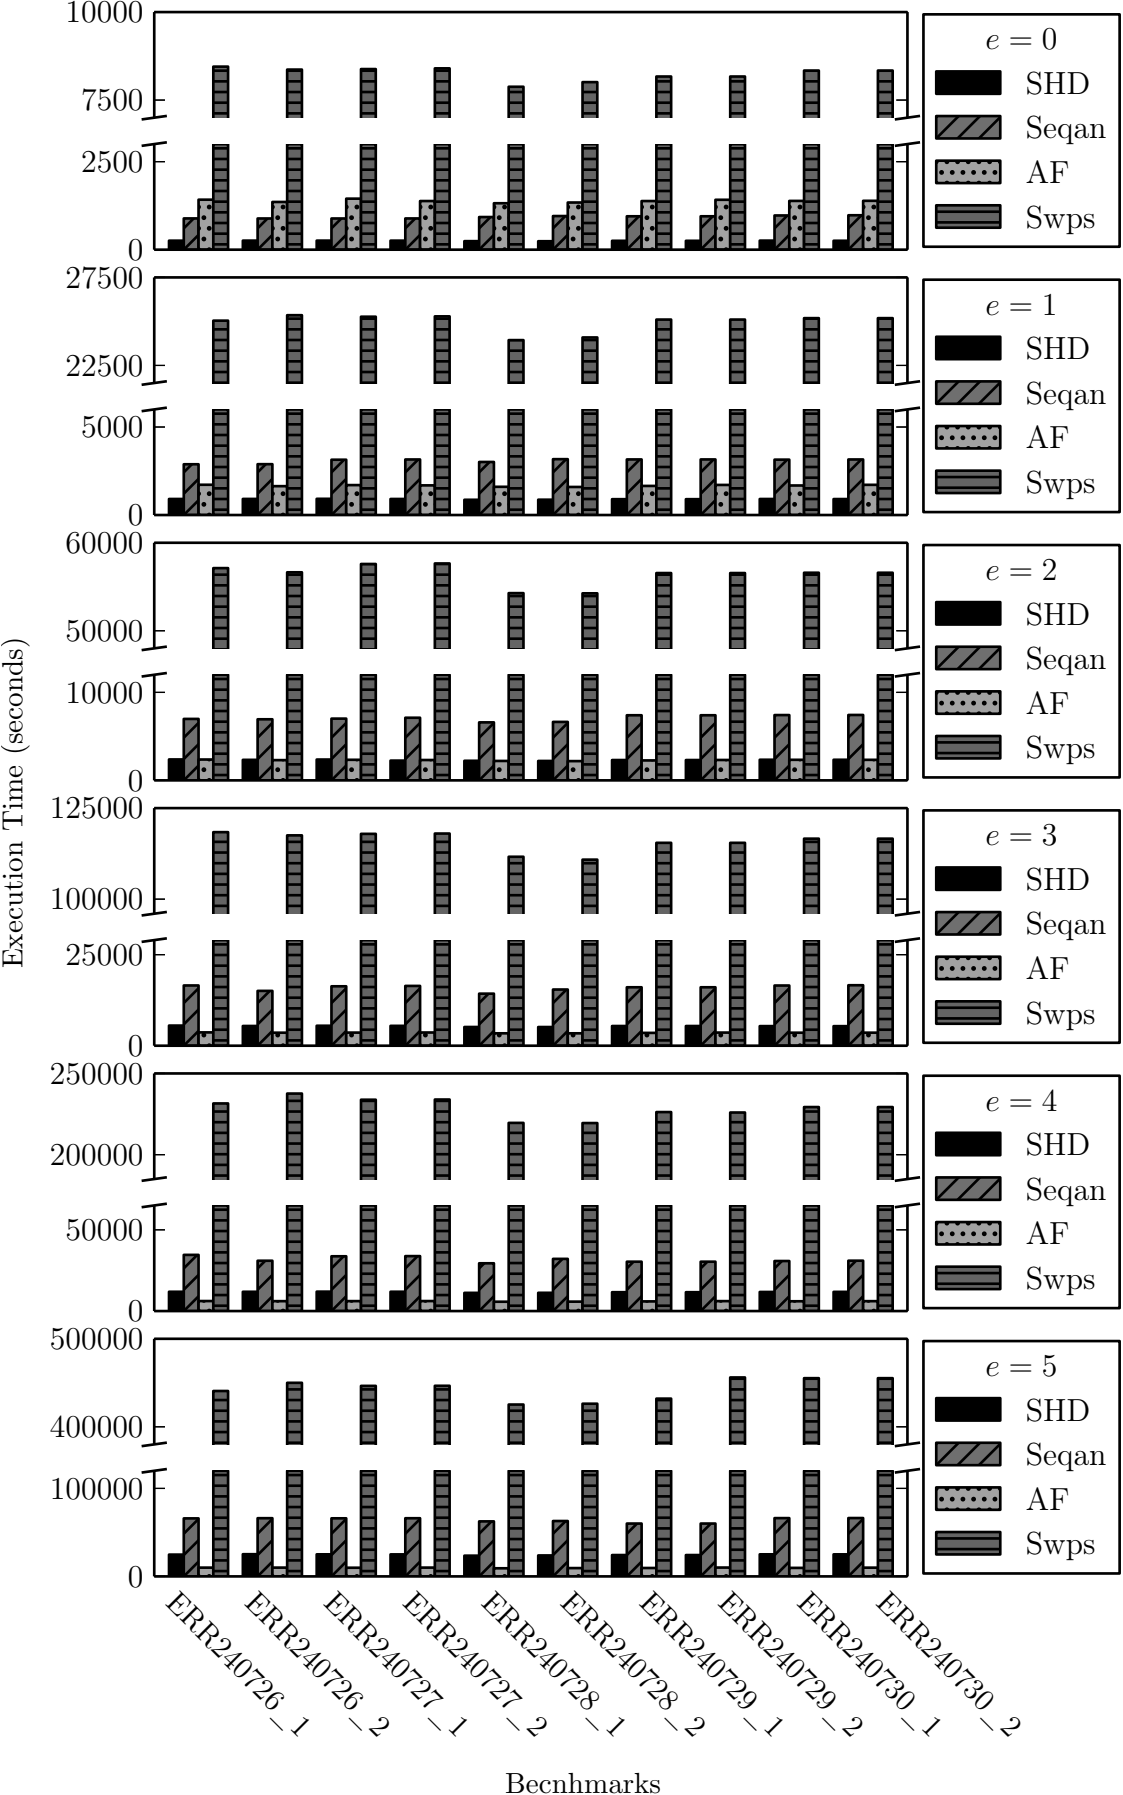 10000
7500
2500
0
e = 0
SHD
Seqan
AF
Swps
27500
22500
5000
0
e = 1
SHD
Seqan
AF
Swps
60000
50000
10000
0
e = 2
SHD
Seqan
AF
Swps
125000
100000
25000
0
e = 3
SHD
Seqan
AF
Swps
250000
200000
50000
0
e = 4
SHD
Seqan
AF
Swps
500000
400000
100000
0
e = 5
SHD
Seqan
AF
Swps
Execution Time (seconds)
ERR240726_1
ERR240726_2
ERR240727_1
ERR240727_2
ERR240728_1
ERR240728_2
ERR240729_1
ERR240729_2
ERR240730_1
ERR240730_2
Becnhmarks